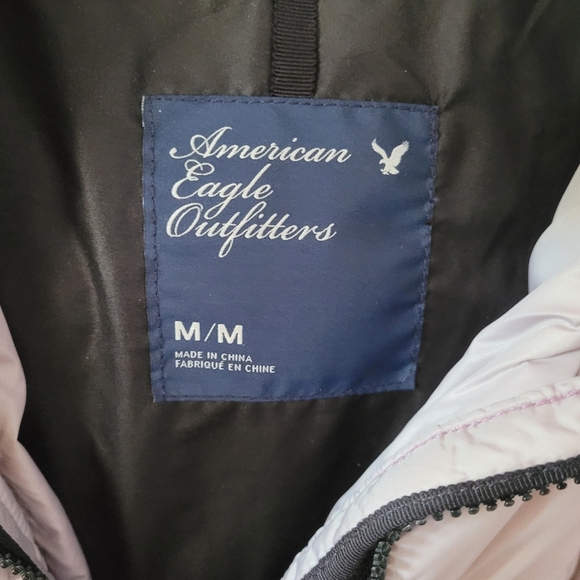 American
Eagle
Outfitters
M/M
MADE IN CHINA
FABRIQUÉ EN CHINE